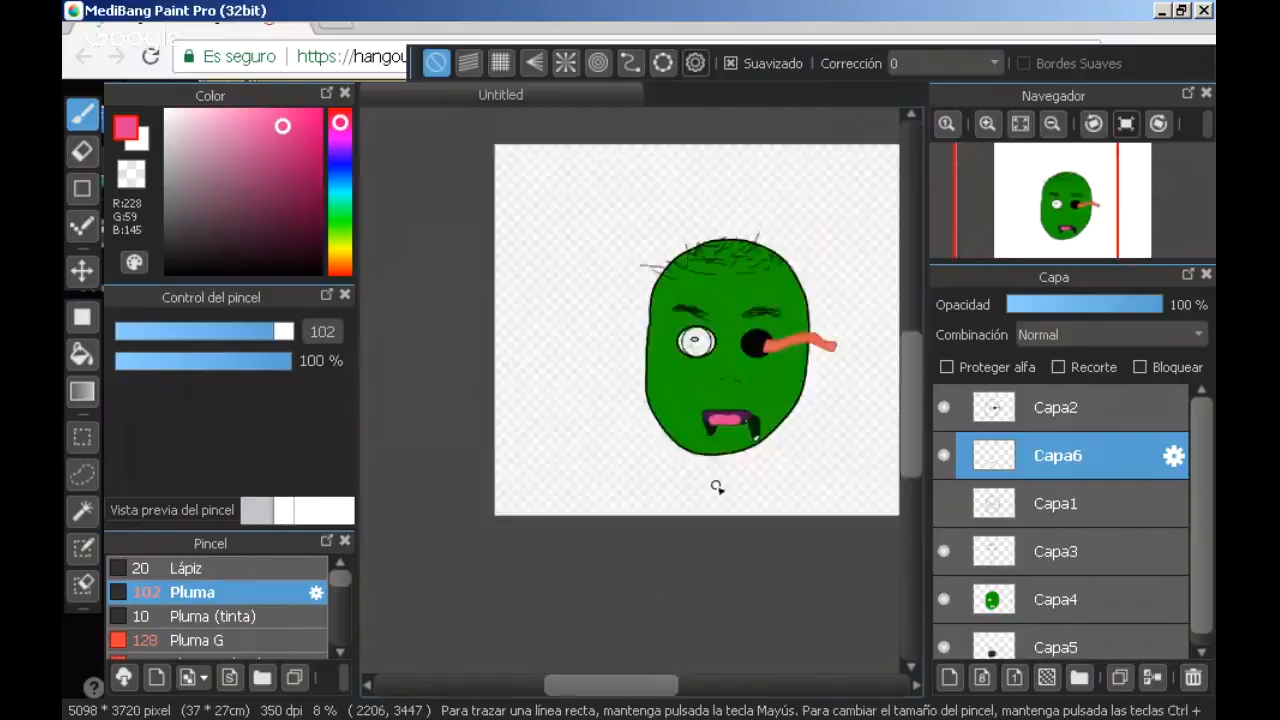 MediBang Paint Pro (32bit)
Google
Es seguro
https://hangou
Suavizado
Corrección
0
Bordes Suaves
Color
Untitled
Navegador
R:228
G:59
B:145
Control del pincel
102
100 %
Vista previa del pincel
Pincel
20 Lápiz
102 Pluma
10 Pluma (tinta)
128 Pluma G
Capa
Opacidad
100 %
Combinación
Normal
Proteger alfa
Recorte
Bloquear
Capa2
Capa6
Capa1
Capa3
Capa4
Capa5
5098 * 3720 pixel (37 * 27cm) 350 dpi 8 % ( 2206, 3447 ) Para trazar una línea recta, mantenga pulsada la tecla Mayús. Para cambiar el tamaño del pincel, mantenga pulsadas las teclas Ctrl +